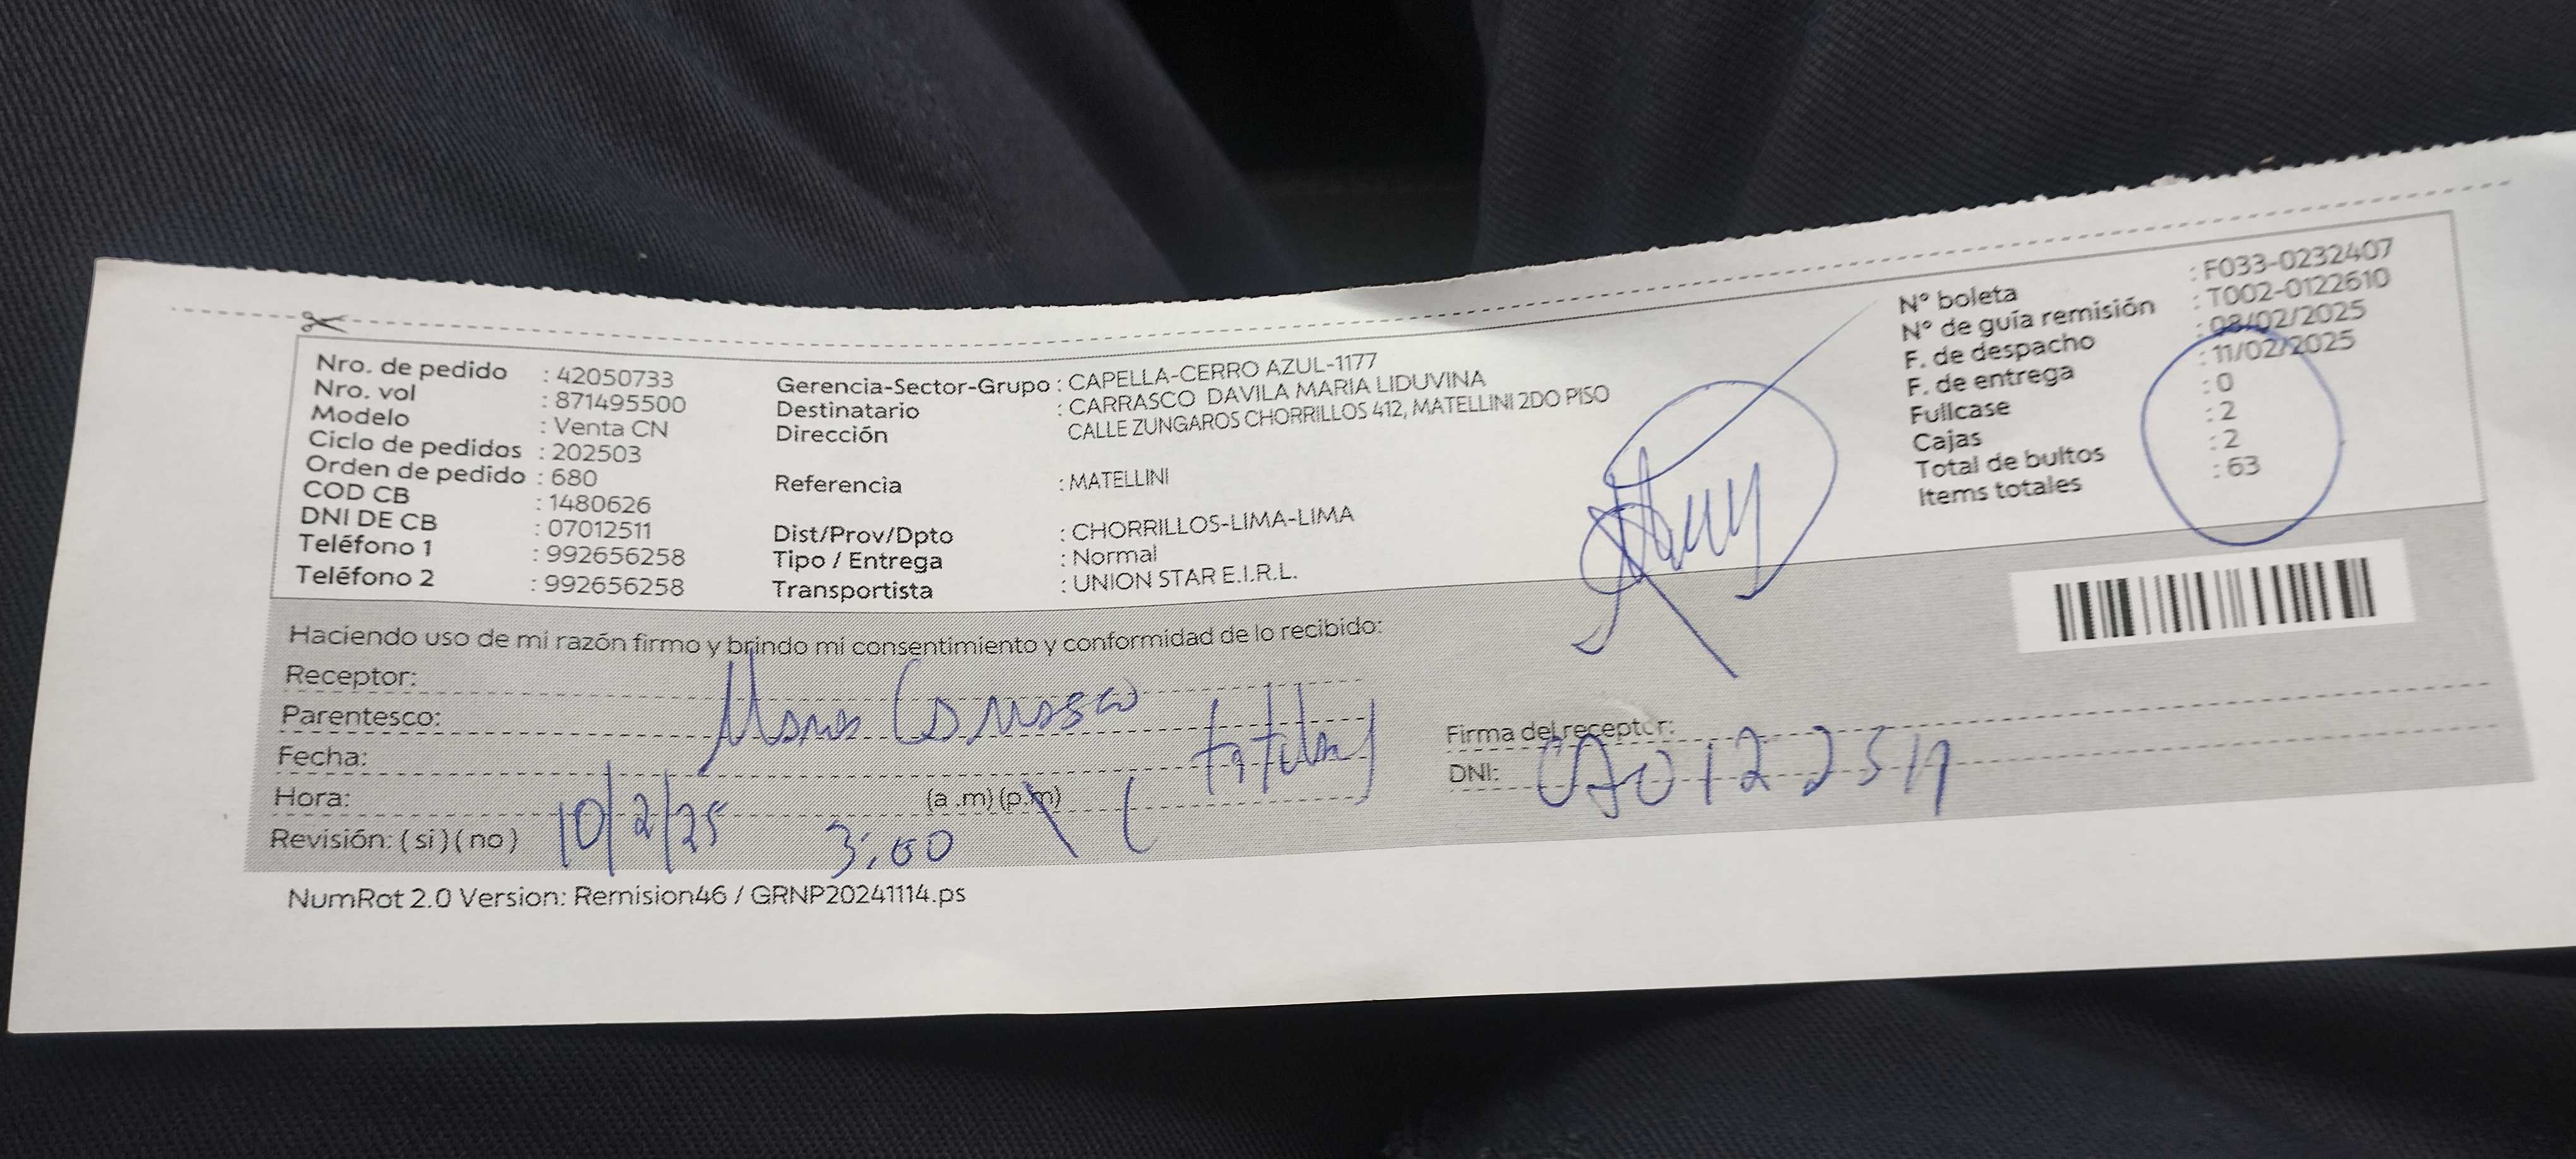 Nro. de pedido : 42050733
Nro. vol : 871495500
Modelo : Venta CN
Ciclo de pedidos : 202503
Orden de pedido : 680
COD CB : 1480626
DNI DE CB : 07012511
Teléfono 1 : 992656258
Teléfono 2 : 992656258
Gerencia-Sector-Grupo : CAPELLA-CERRO AZUL-1177
Destinatario : CARRASCO DAVILA MARIA LIDUVINA
Dirección CALLE ZUNGAROS CHORRILLOS 412, MATELLINI 2DO PISO
Referencia : MATELLINI
Dist/Prov/Dpto : CHORRILLOS-LIMA-LIMA
Tipo / Entrega : Normal
Transportista : UNION STAR E.I.R.L.
N° boleta : F033-0232407
N° de guía remisión : T002-0122610
F. de despacho : 08/02/2025
F. de entrega : 11/02/2025
Fullcase : 0
Cajas : 2
Total de bultos : 2
Items totales : 63
Haciendo uso de mi razón firmo y brindo mi consentimiento y conformidad de lo recibido:
Receptor:
Parentesco:
Fecha:
Hora: (a .m) (p.m)
Revisión: ( si ) ( no )
10/2/25 3:00
Firma del receptor:
DNI:
NumRot 2.0 Version: Remision46 / GRNP20241114.ps